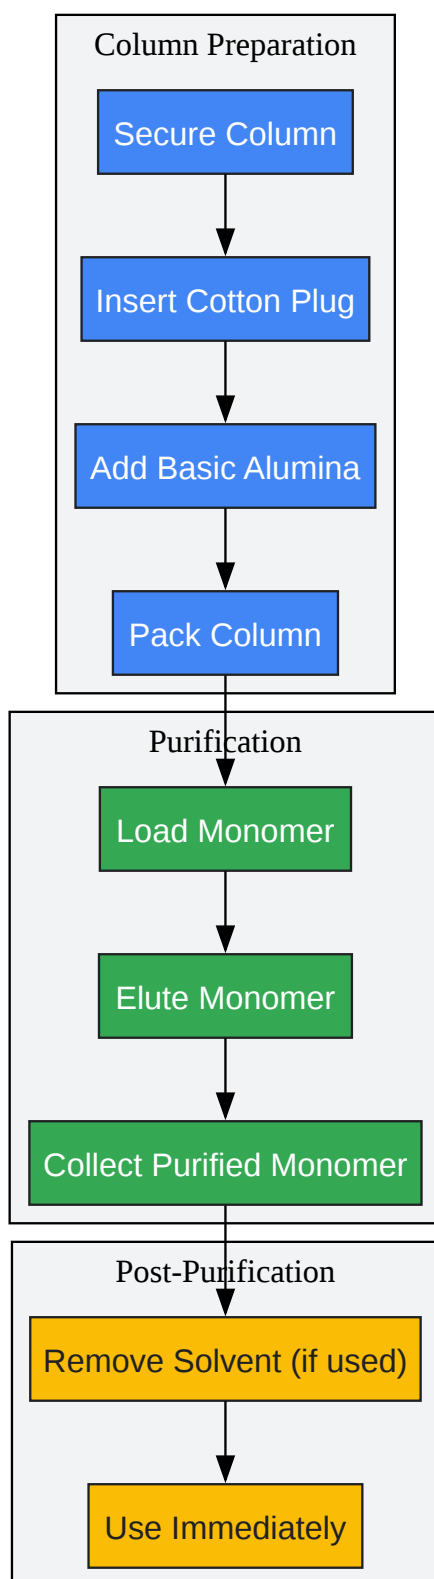 Column Preparation
Secure Column
Insert Cotton Plug
Add Basic Alumina
Pack Column
Purification
Load Monomer
Elute Monomer
Collect Purified Monomer
Post-Purification
Remove Solvent (if used)
Use Immediately